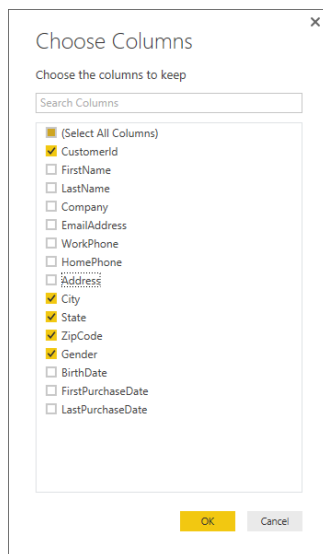 Choose Columns
Choose the columns to keep
Search Columns
(Select All Columns)
CustomerId
FirstName
LastName
Company
EmailAddress
WorkPhone
HomePhone
Address
City
State
ZipCode
Gender
BirthDate
FirstPurchaseDate
LastPurchaseDate
OK Cancel